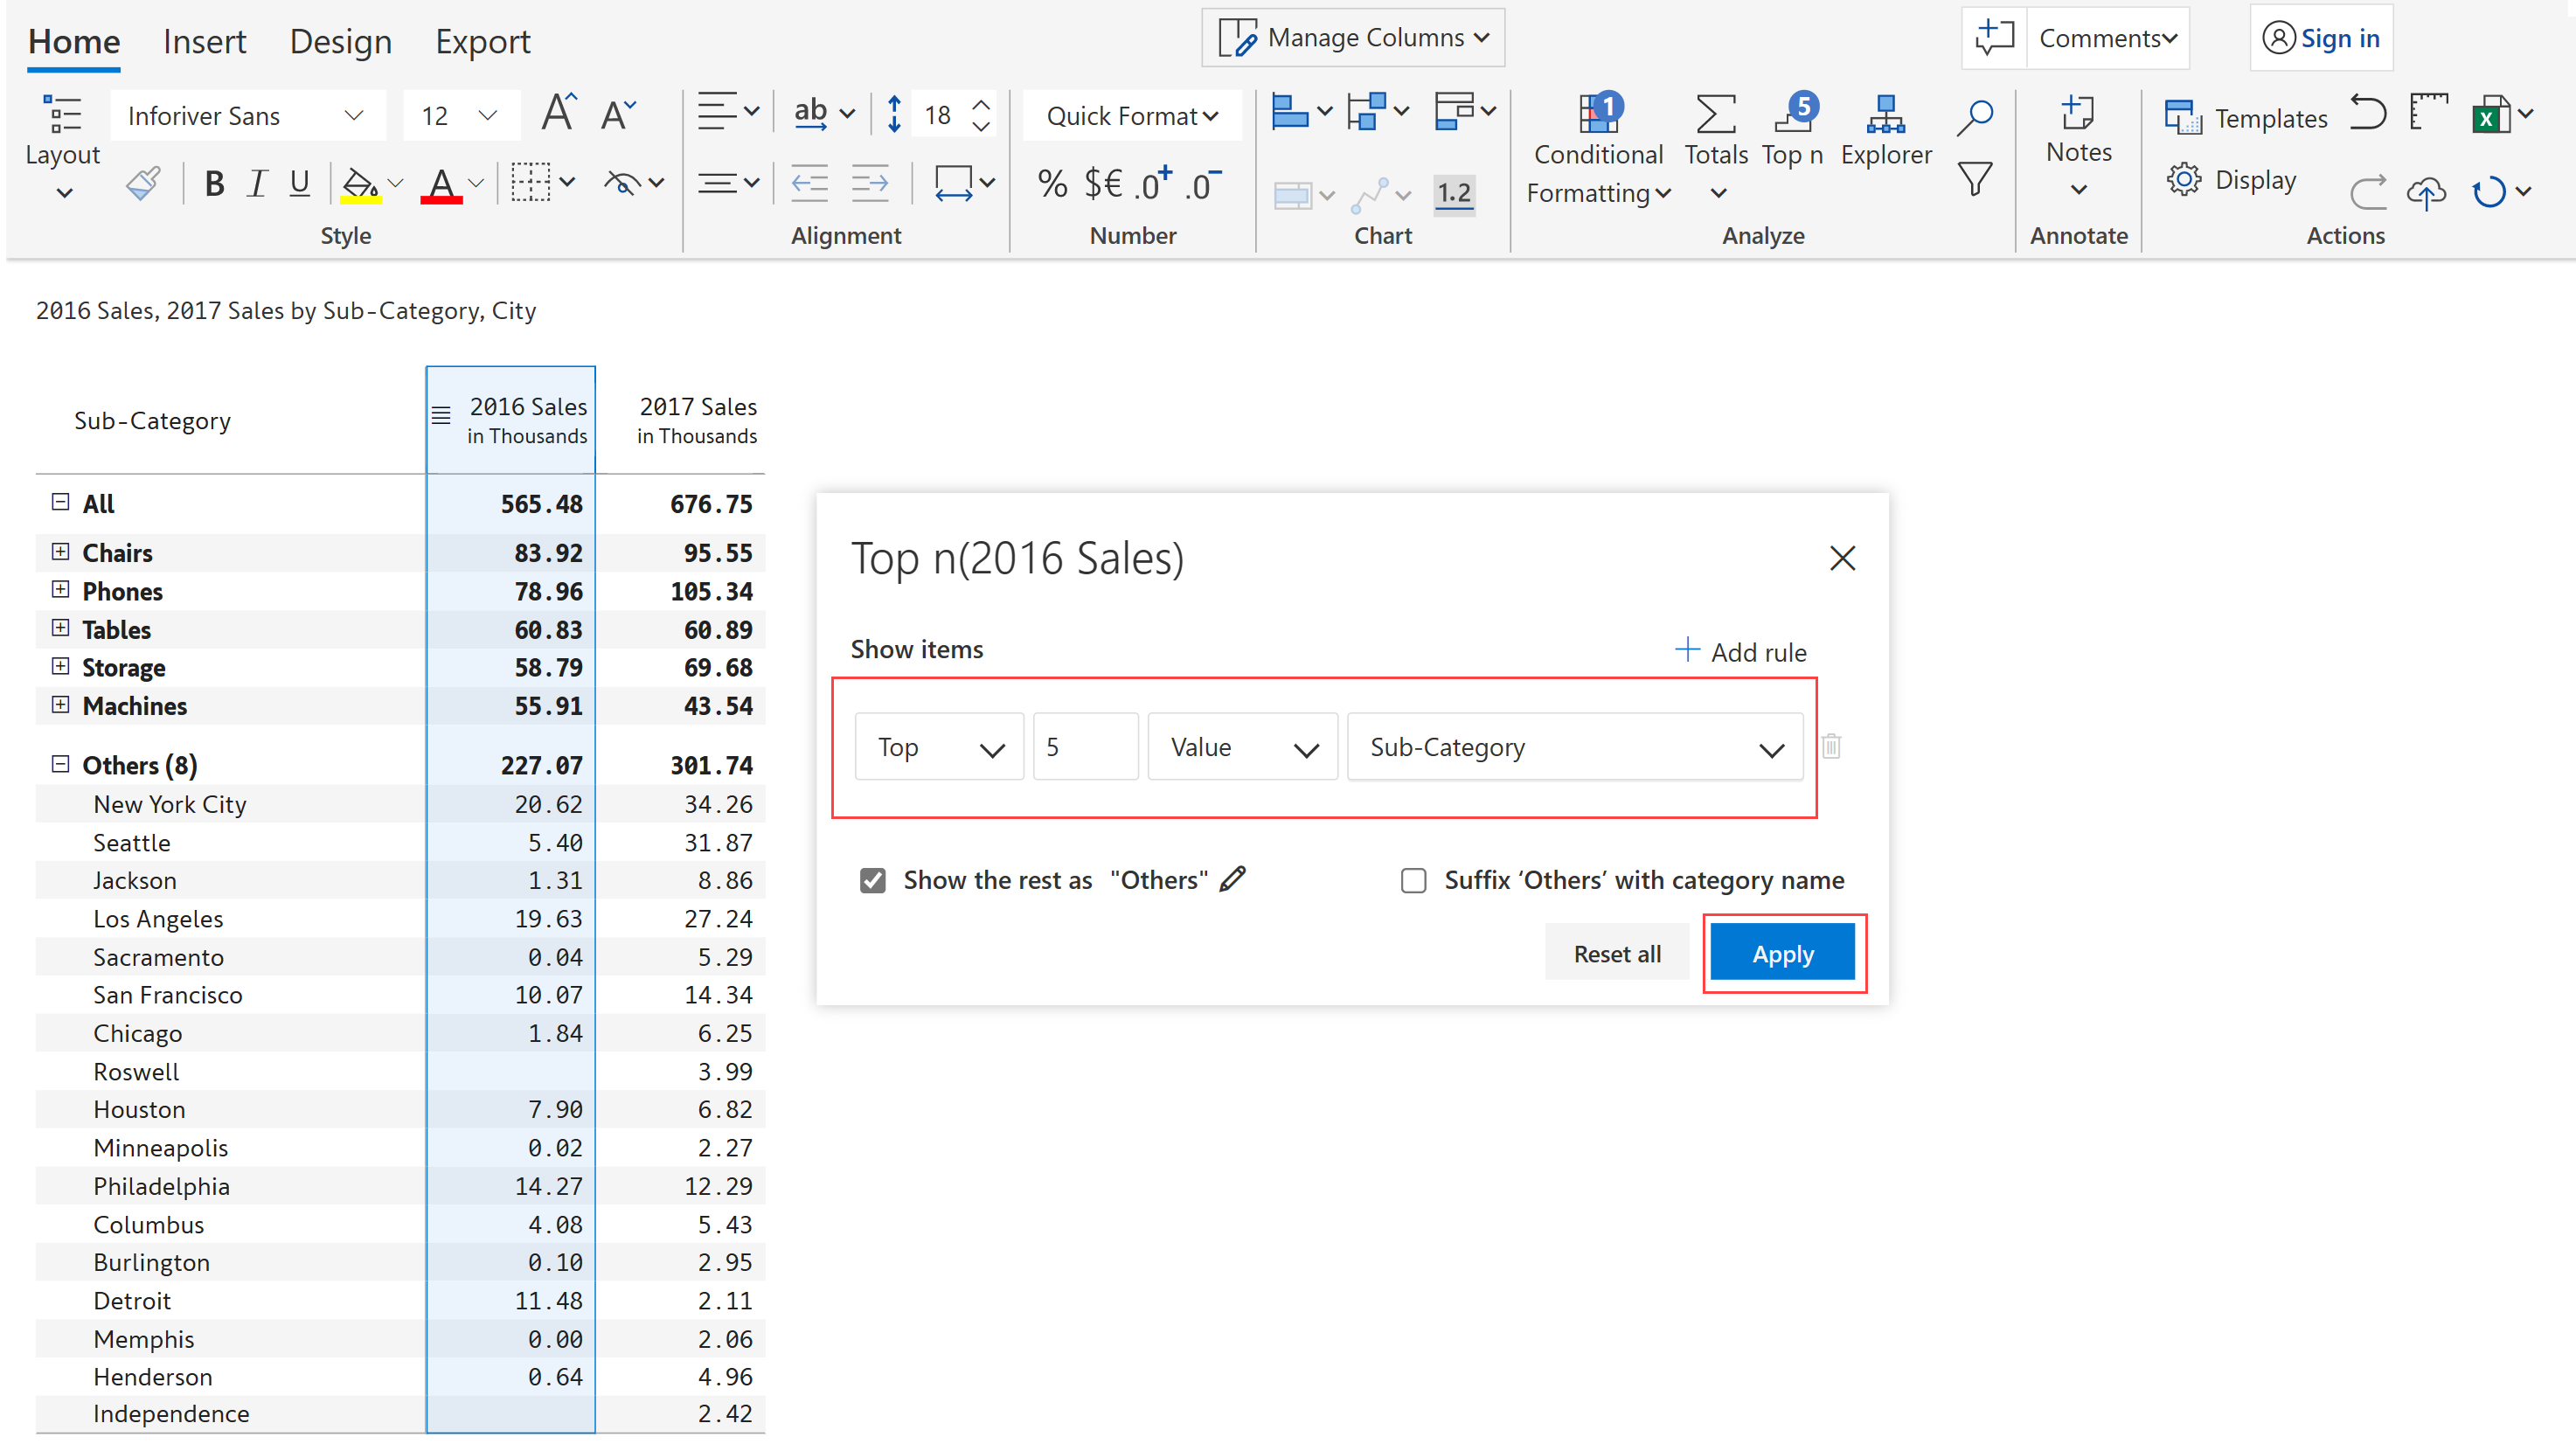 Home Insert Design Export Manage Columns Comments Sign in
Layout Inforiver Sans 12 A A ab 18 Quick Format 1 5 Templates
Conditional Formatting Totals Top n Explorer Notes
B I U A % $€ .0+ .0− 1.2 Display
Style Alignment Number Chart Analyze Annotate Actions
2016 Sales, 2017 Sales by Sub-Category, City
Sub-Category 2016 Sales in Thousands 2017 Sales in Thousands
All 565.48 676.75
Chairs 83.92 95.55
Phones 78.96 105.34
Tables 60.83 60.89
Storage 58.79 69.68
Machines 55.91 43.54
Others (8) 227.07 301.74
New York City 20.62 34.26
Seattle 5.40 31.87
Jackson 1.31 8.86
Los Angeles 19.63 27.24
Sacramento 0.04 5.29
San Francisco 10.07 14.34
Chicago 1.84 6.25
Roswell 3.99
Houston 7.90 6.82
Minneapolis 0.02 2.27
Philadelphia 14.27 12.29
Columbus 4.08 5.43
Burlington 0.10 2.95
Detroit 11.48 2.11
Memphis 0.00 2.06
Henderson 0.64 4.96
Independence 2.42
Top n(2016 Sales)
Show items Add rule
Top 5 Value Sub-Category
Show the rest as "Others" Suffix ‘Others’ with category name
Reset all Apply